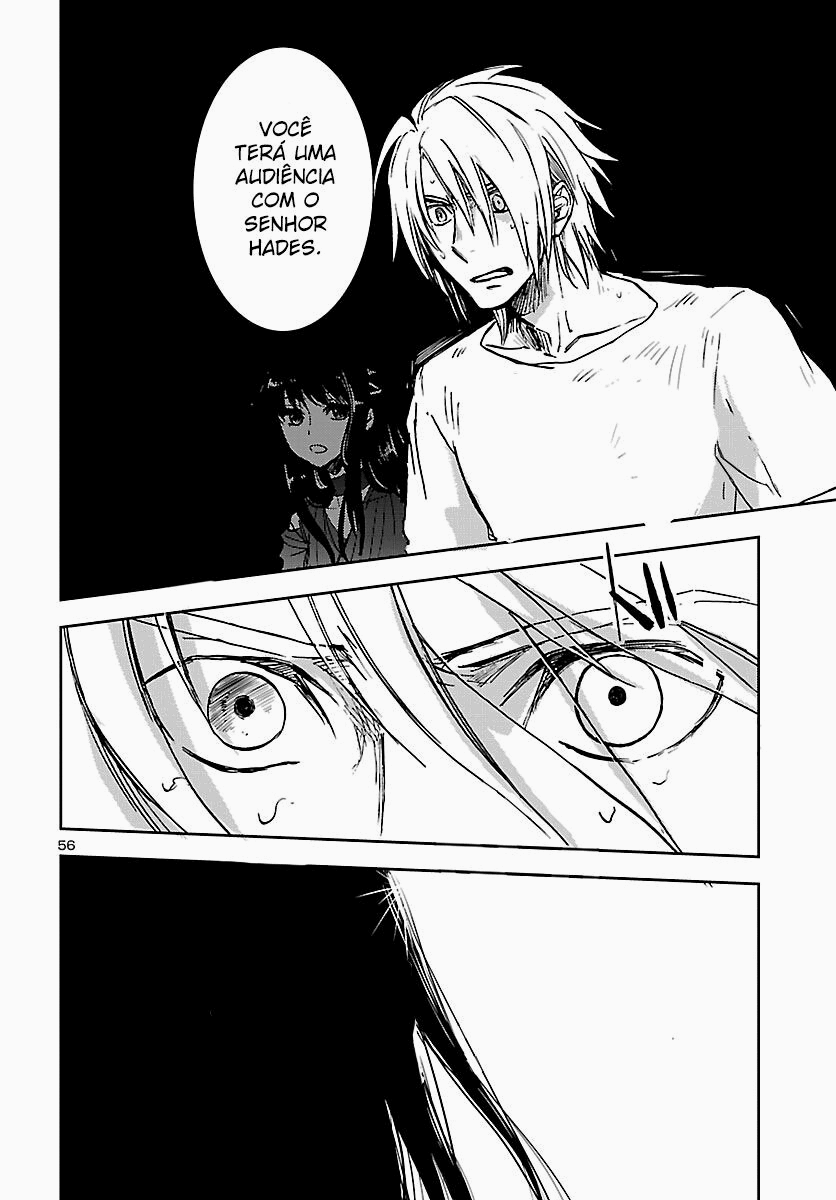 VOCÊ
TERÁ UMA
AUDIÊNCIA
COM O
SENHOR
HADES.
56